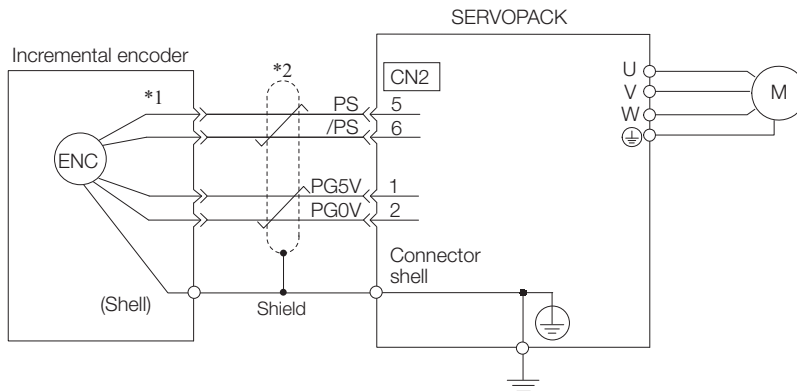 SERVOPACK
Incremental encoder
*1
*2
CN2
PS 5
/PS 6
ENC
PG5V 1
PG0V 2
U
V
W
M
Connector
shell
(Shell)
Shield